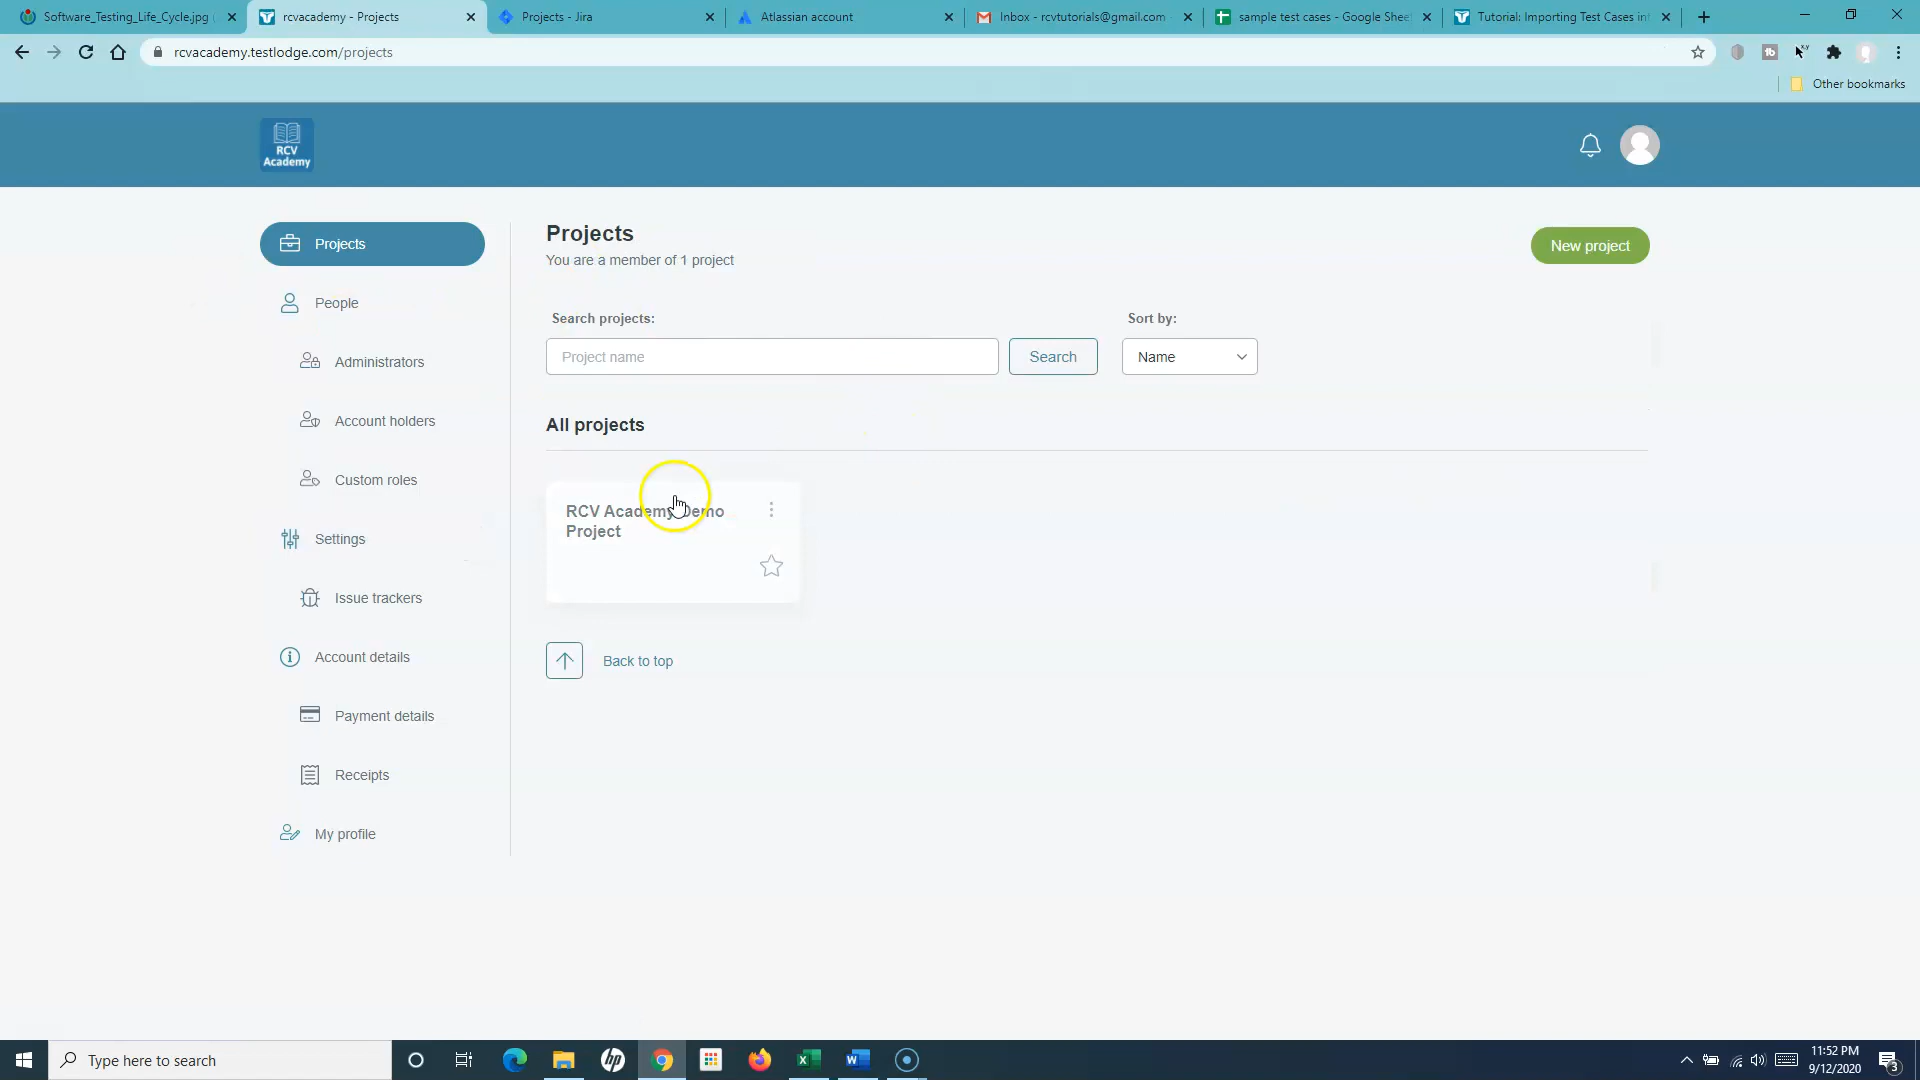 Software_Testing_Life_Cycle.jpg
rcvacademy - Projects
Projects - Jira
Atlassian account
Inbox - rcvtutorials@gmail.com
sample test cases - Google Sheet
Tutorial: Importing Test Cases in
rcvacademy.testlodge.com/projects
Other bookmarks
RCV
Academy
Projects
People
Administrators
Account holders
Custom roles
Settings
Issue trackers
Account details
Payment details
Receipts
My profile
Projects
You are a member of 1 project
New project
Search projects:
Sort by:
Project name
Search
Name
All projects
RCV Academy Demo
Project
Back to top
Type here to search
11:52 PM
9/12/2020
3